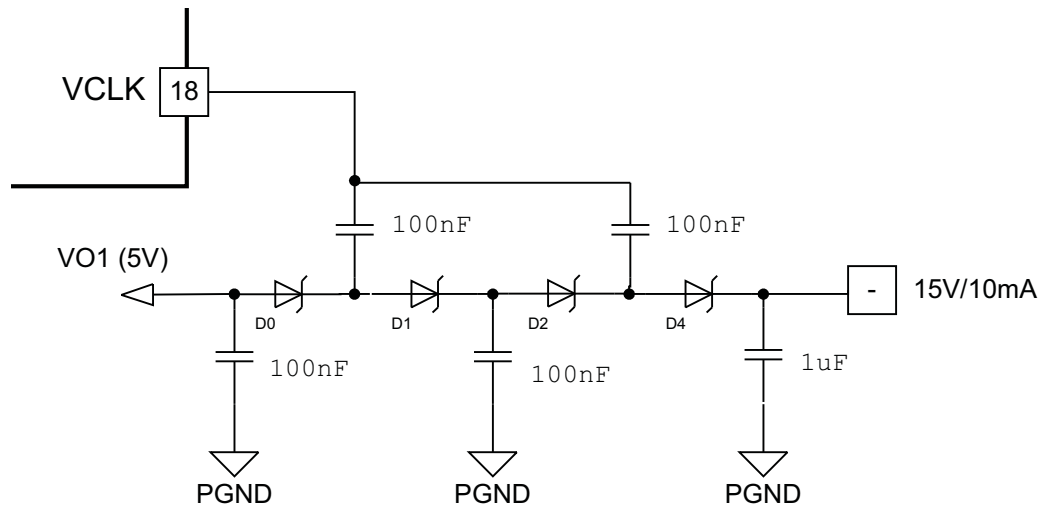 VCLK 18
100nF 100nF
VO1 (5V)
- 15V/10mA
D0 D1 D2 D4
100nF 100nF 1uF
PGND PGND PGND